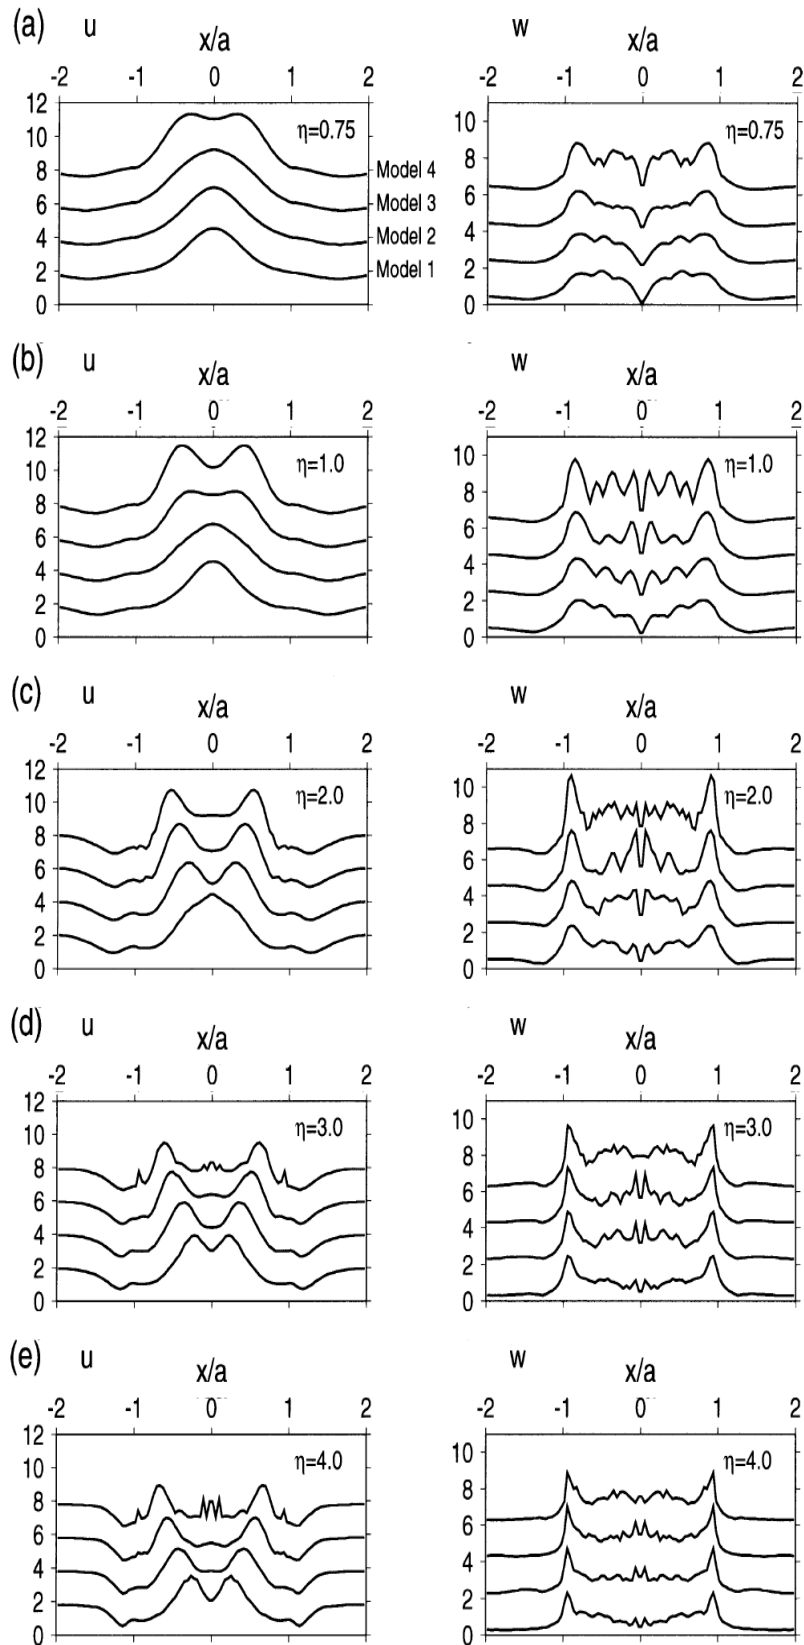 (a) u w
x/a x/a
-2 -1 0 1 2 -2 -1 0 1 2
12 10 8 6 4 2 0
η=0.75
Model 4
Model 3
Model 2
Model 1
10 8 6 4 2 0
η=0.75
(b) u w
x/a x/a
-2 -1 0 1 2 -2 -1 0 1 2
12 10 8 6 4 2 0
η=1.0
10 8 6 4 2 0
η=1.0
(c) u w
x/a x/a
-2 -1 0 1 2 -2 -1 0 1 2
12 10 8 6 4 2 0
η=2.0
10 8 6 4 2 0
η=2.0
(d) u w
x/a x/a
-2 -1 0 1 2 -2 -1 0 1 2
12 10 8 6 4 2 0
η=3.0
10 8 6 4 2 0
η=3.0
(e) u w
x/a x/a
-2 -1 0 1 2 -2 -1 0 1 2
12 10 8 6 4 2 0
η=4.0
10 8 6 4 2 0
η=4.0